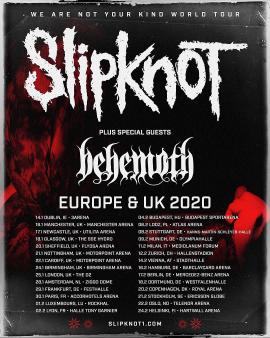 WE ARE NOT YOUR KIND WORLD TOUR
SLIPKNOT
PLUS SPECIAL GUESTS
behemoth
EUROPE & UK 2020
14.1 DUBLIN, IE - 3ARENA
16.1 MANCHESTER, UK - MANCHESTER ARENA
17.1 NEWCASTLE, UK - UTILITA ARENA
18.1 GLASGOW, UK - THE SSE HYDRO
20.1 SHEFFIELD, UK - FLYDSA ARENA
21.1 NOTTINGHAM, UK - MOTORPOINT ARENA
22.1 CARDIFF, UK - MOTORPOINT ARENA
24.1 BIRMINGHAM, UK - BIRMINGHAM ARENA
25.1 LONDON, UK - THE O2
28.1 AMSTERDAM, NL - ZIGGO DOME
29.1 FRANKFURT, DE - FESTHALLE
30.1 PARIS, FR - ACCORHOTELS ARENA
01.2 LUXEMBOURG, LU - ROCKHAL
02.2 LYON, FR - HALLE TONY GARNIER
04.2 BUDAPEST, HU - BUDAPEST SPORTARENA
06.2 LODZ, PL - ATLAS ARENA
08.2 STUTTGART, DE - HANNS-MARTIN SCHLEYER-HALLE
09.2 MUNICH, DE - OLYMPIAHALLE
11.2 MILAN, IT - MEDIOLANUM FORUM
12.2 ZURICH, DE - HALLENSTADION
14.2 VIENNA, AT - STADTHALLE
16.2 HAMBURG, DE - BARCLAYCARD ARENA
17.2 BERLIN, DE - MERCEDES-BENZ ARENA
18.2 DORTMUND, DE - WESTFALENHALLE
20.2 COPENHAGEN, DK - ROYAL ARENA
21.2 STOCKHOLM, SE - ERICSSON GLOBE
22.2 OSLO, NO - TELENOR ARENA
24.2 HELSINKI, FI - HARTWALL ARENA
SLIPKNOT1.COM